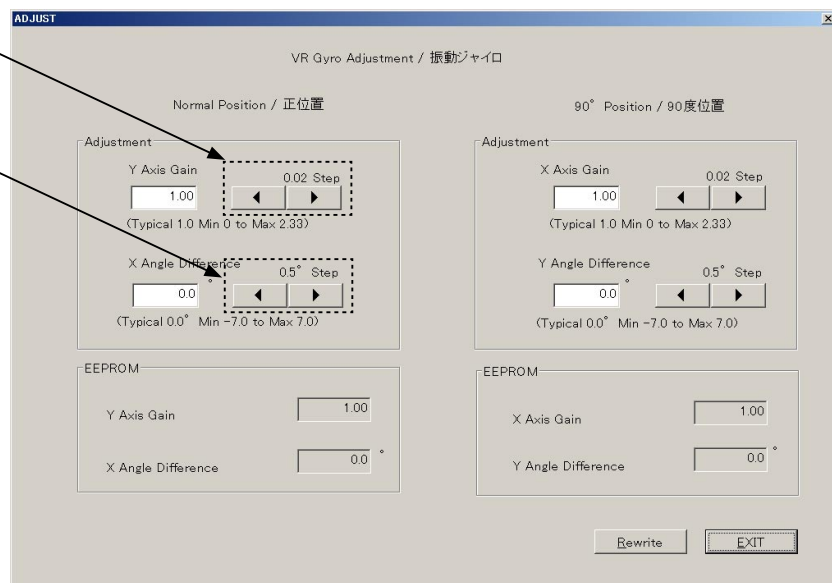 ADJUST
VR Gyro Adjustment / 振動ジャイロ
Normal Position / 正位置
Adjustment
Y Axis Gain
0.02 Step
1.00
(Typical 1.0 Min 0 to Max 2.33)
X Angle Difference
0.5° Step
0.0 °
(Typical 0.0° Min -7.0 to Max 7.0)
EEPROM
Y Axis Gain 1.00
X Angle Difference 0.0 °
90° Position / 90度位置
Adjustment
X Axis Gain
0.02 Step
1.00
(Typical 1.0 Min 0 to Max 2.33)
Y Angle Difference
0.5° Step
0.0 °
(Typical 0.0° Min -7.0 to Max 7.0)
EEPROM
X Axis Gain 1.00
Y Angle Difference 0.0 °
Rewrite EXIT